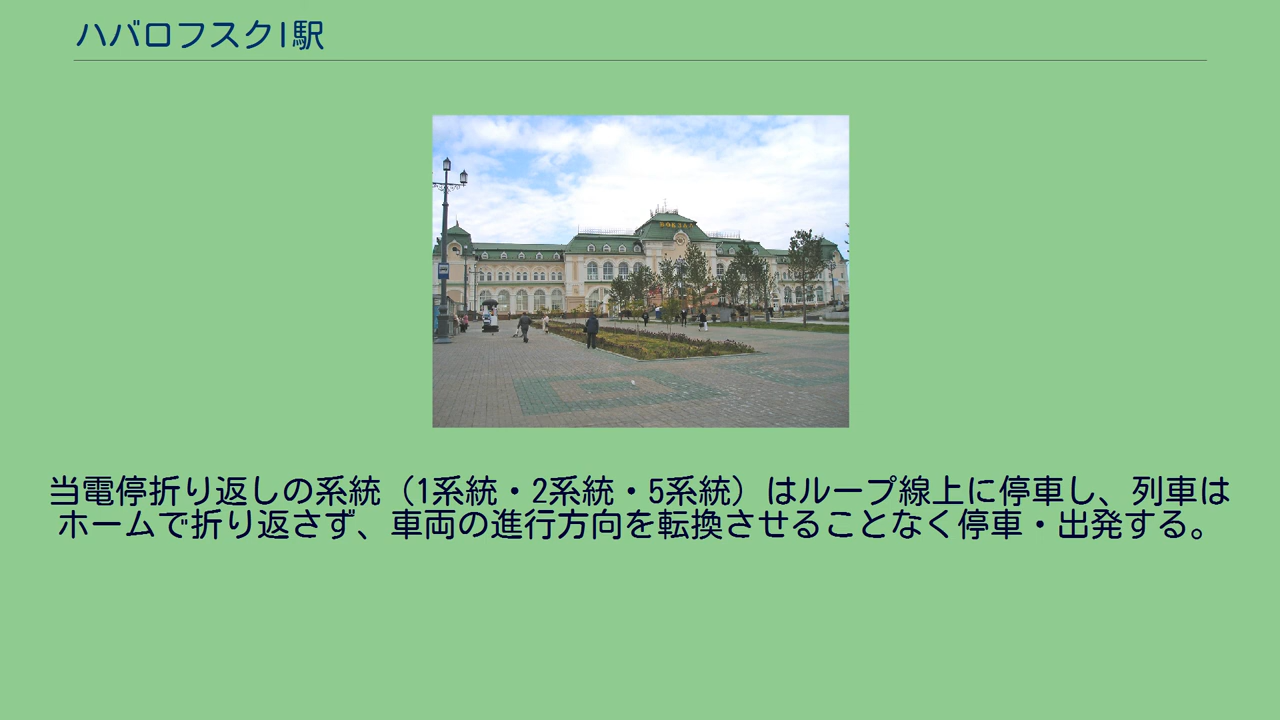 ハバロフスクI駅
ВОКЗАЛ
当電停折り返しの系統（1系統・2系統・5系統）はループ線上に停車し、列車は
ホームで折り返さず、車両の進行方向を転換させることなく停車・出発する。